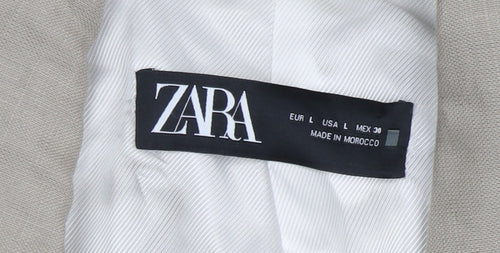 ZARA
EUR L USA L MEX 30
MADE IN MOROCCO